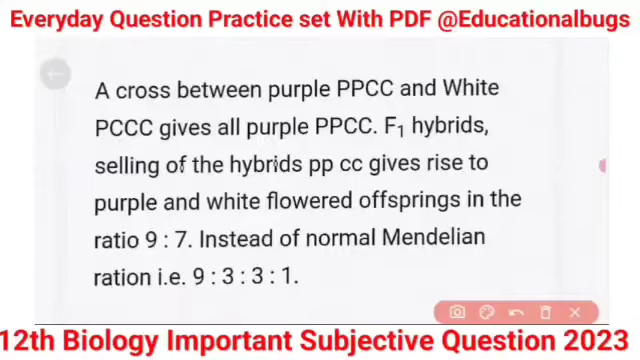 Everyday Question Practice set With PDF @Educationalbugs
A cross between purple PPCC and White
PCCC gives all purple PPCC. F₁ hybrids,
selling of the hybrids pp cc gives rise to
purple and white flowered offsprings in the
ratio 9 : 7. Instead of normal Mendelian
ration i.e. 9 : 3 : 3 : 1.
12th Biology Important Subjective Question 2023